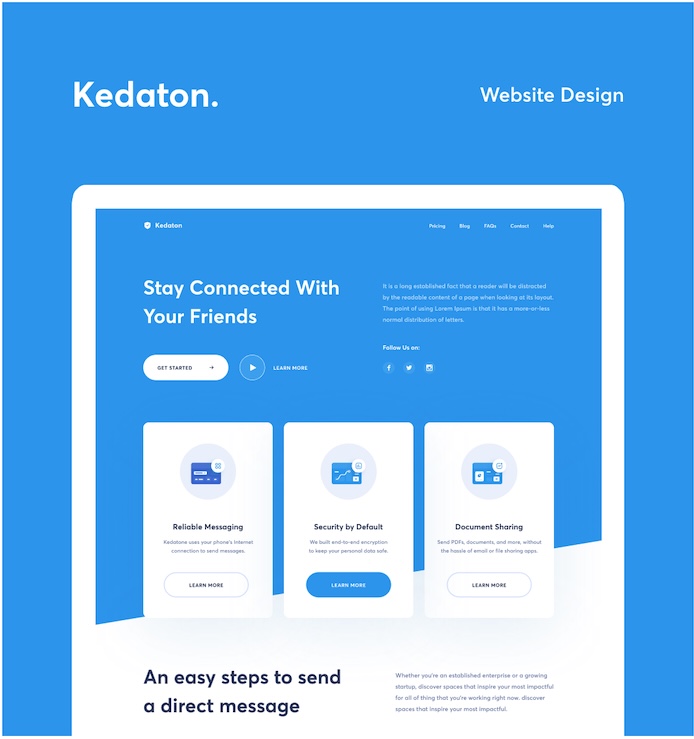 Kedaton.
Website Design
Kedaton
Pricing
Blog
FAQs
Contact
Help
Stay Connected With
Your Friends
It is a long established fact that a reader will be distracted
by the readable content of a page when looking at its layout.
The point of using Lorem Ipsum is that it has a more-or-less
normal distribution of letters.
GET STARTED
LEARN MORE
Follow Us on:
Reliable Messaging
Kedatons uses your phone's Internet
connection to send messages.
LEARN MORE
Security by Default
We built end-to-end encryption
to keep your personal data safe.
LEARN MORE
Document Sharing
Send PDFs, documents, and more, without
the hassle of email or file sharing apps.
LEARN MORE
An easy steps to send
a direct message
Whether you're an established enterprise or a growing
startup, discover spaces that inspire your most impactful
for all of thing that you're working right now. discover
spaces that inspire your most impactful.